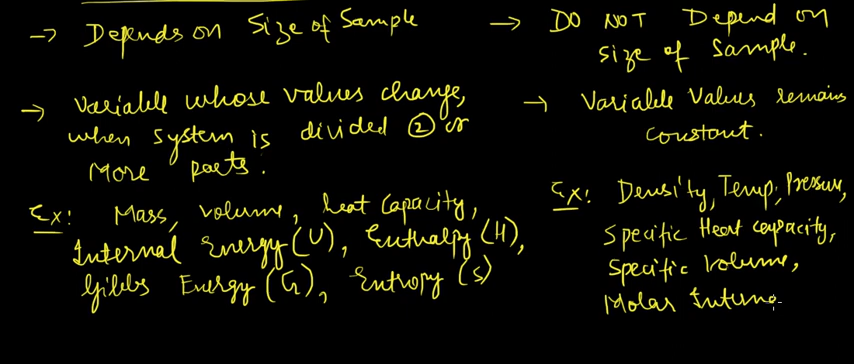 → Depends on Size of Sample
→ Variable whose values change,
when system is divided ② or
More parts.
Ex: Mass, volume, heat capacity,
Internal Energy (U), Enthalpy (H),
Gibbs Energy (G), Entropy (S)
→ DO NOT Depend on
Size of Sample.
→ Variable Values remains
constant.
Ex: Density, Temp, Pressure,
Specific Heat capacity,
Specific Volume,
Molar Interna